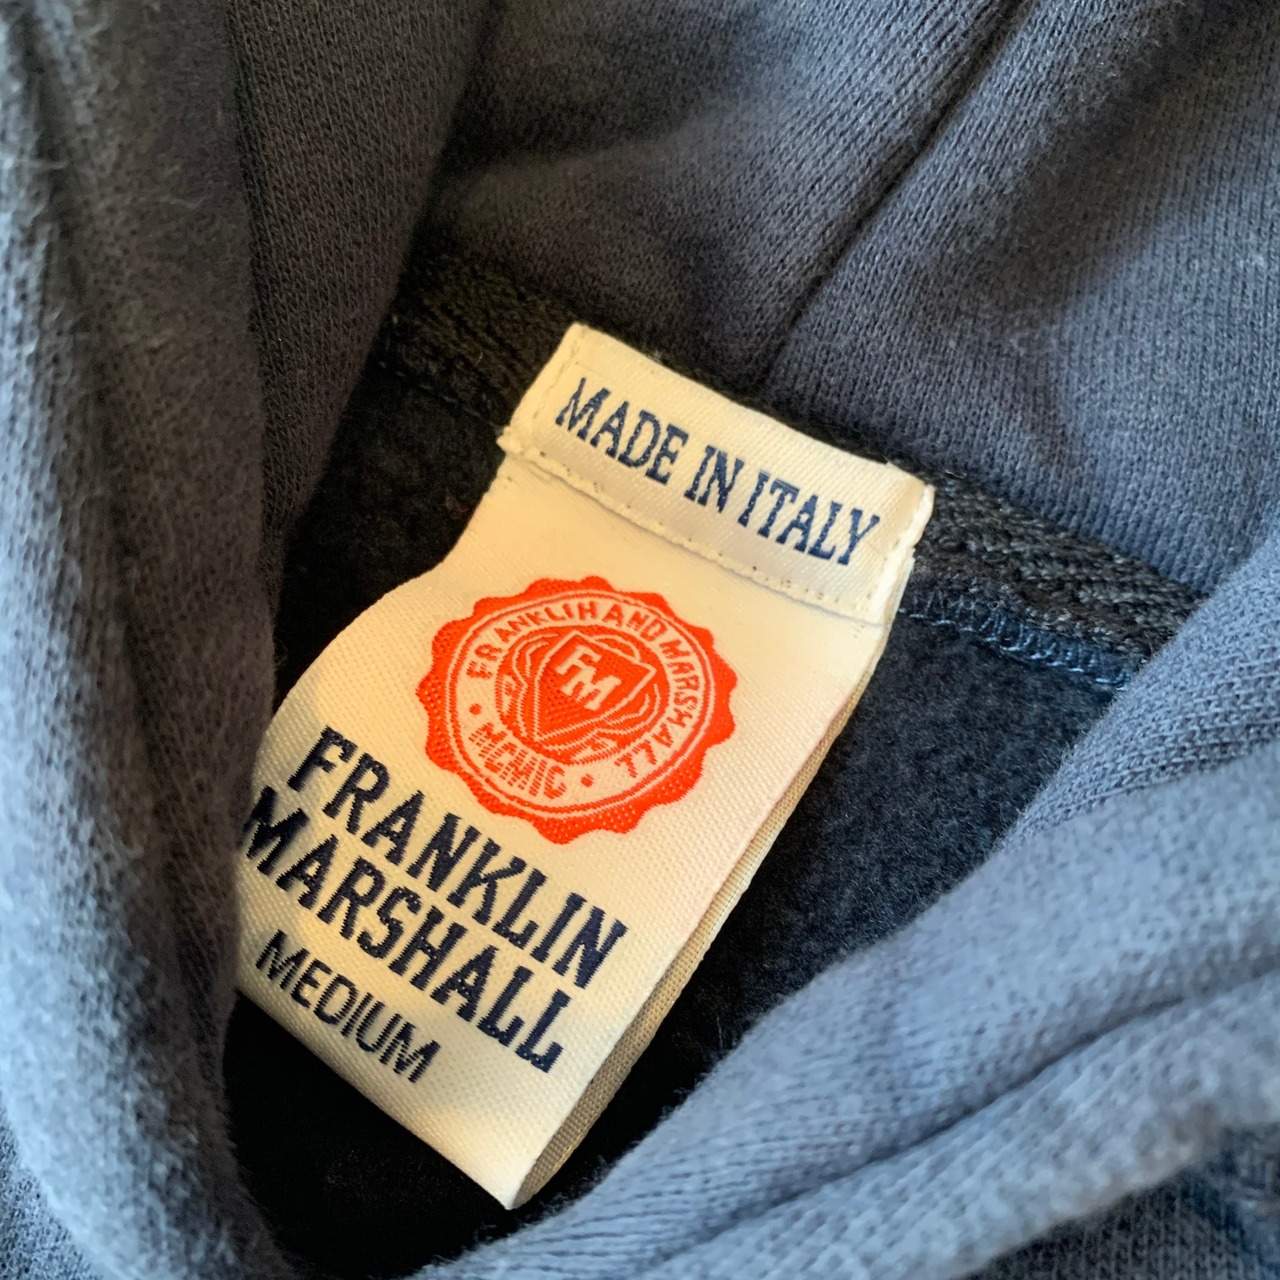 MADE IN ITALY
FRANKLIN AND MARSHALL
FM
• MCMIC •
FRANKLIN
MARSHALL
MEDIUM